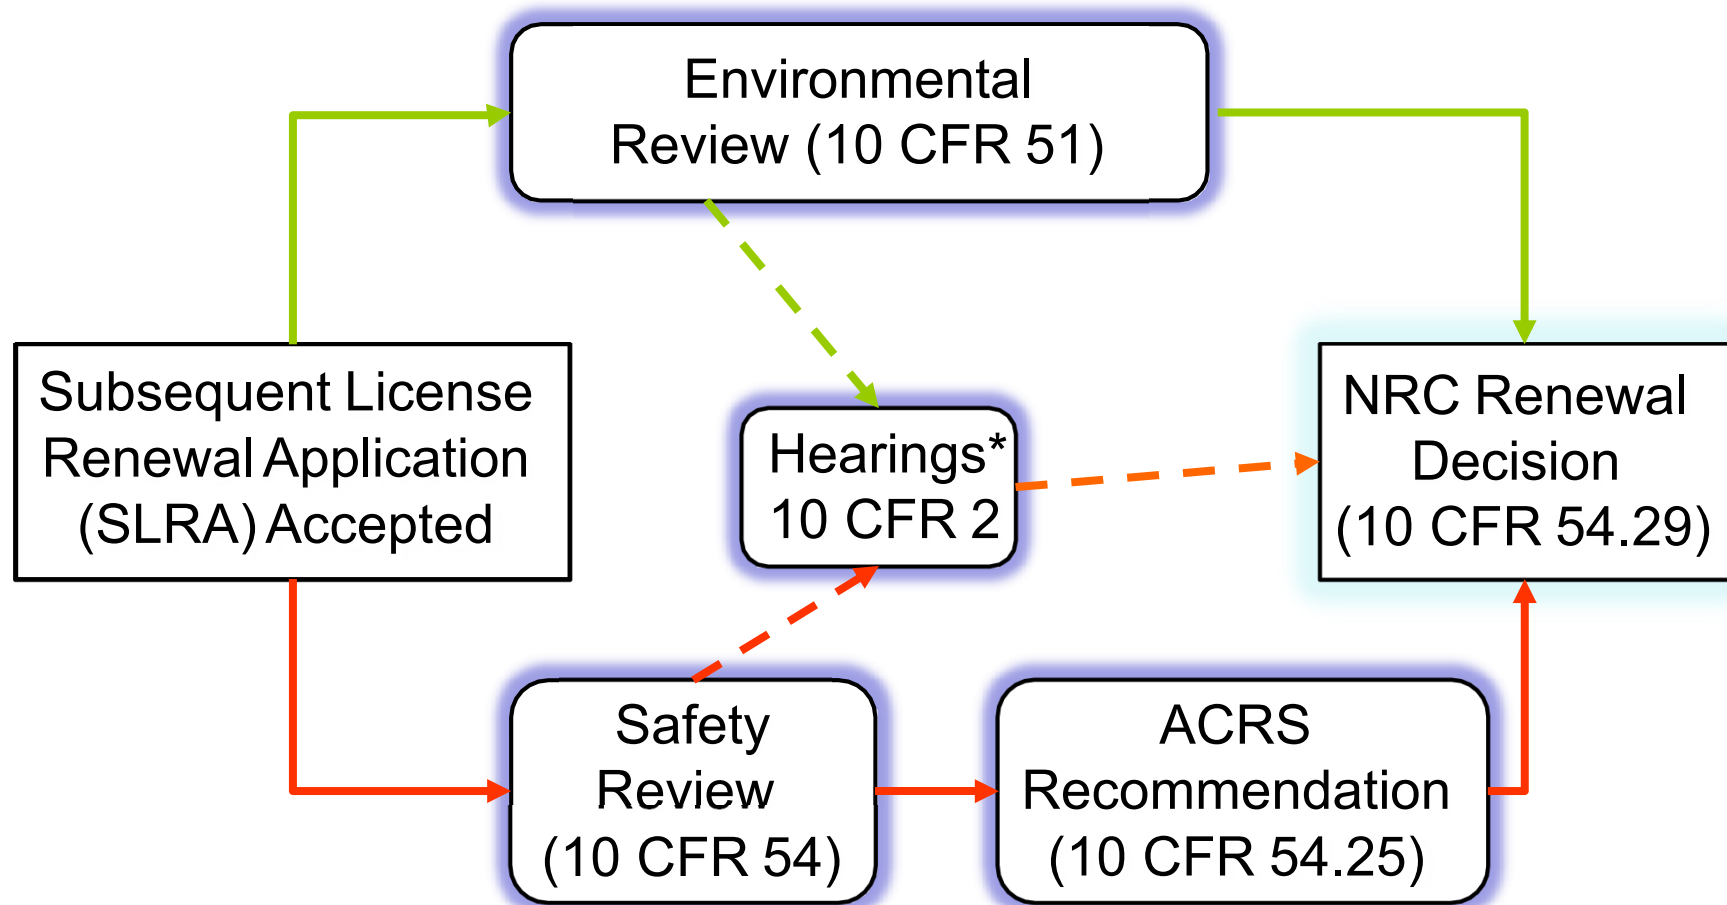 Environmental
Review (10 CFR 51)
Subsequent License
Renewal Application
(SLRA) Accepted
Hearings*
10 CFR 2
NRC Renewal
Decision
(10 CFR 54.29)
Safety
Review
(10 CFR 54)
ACRS
Recommendation
(10 CFR 54.25)